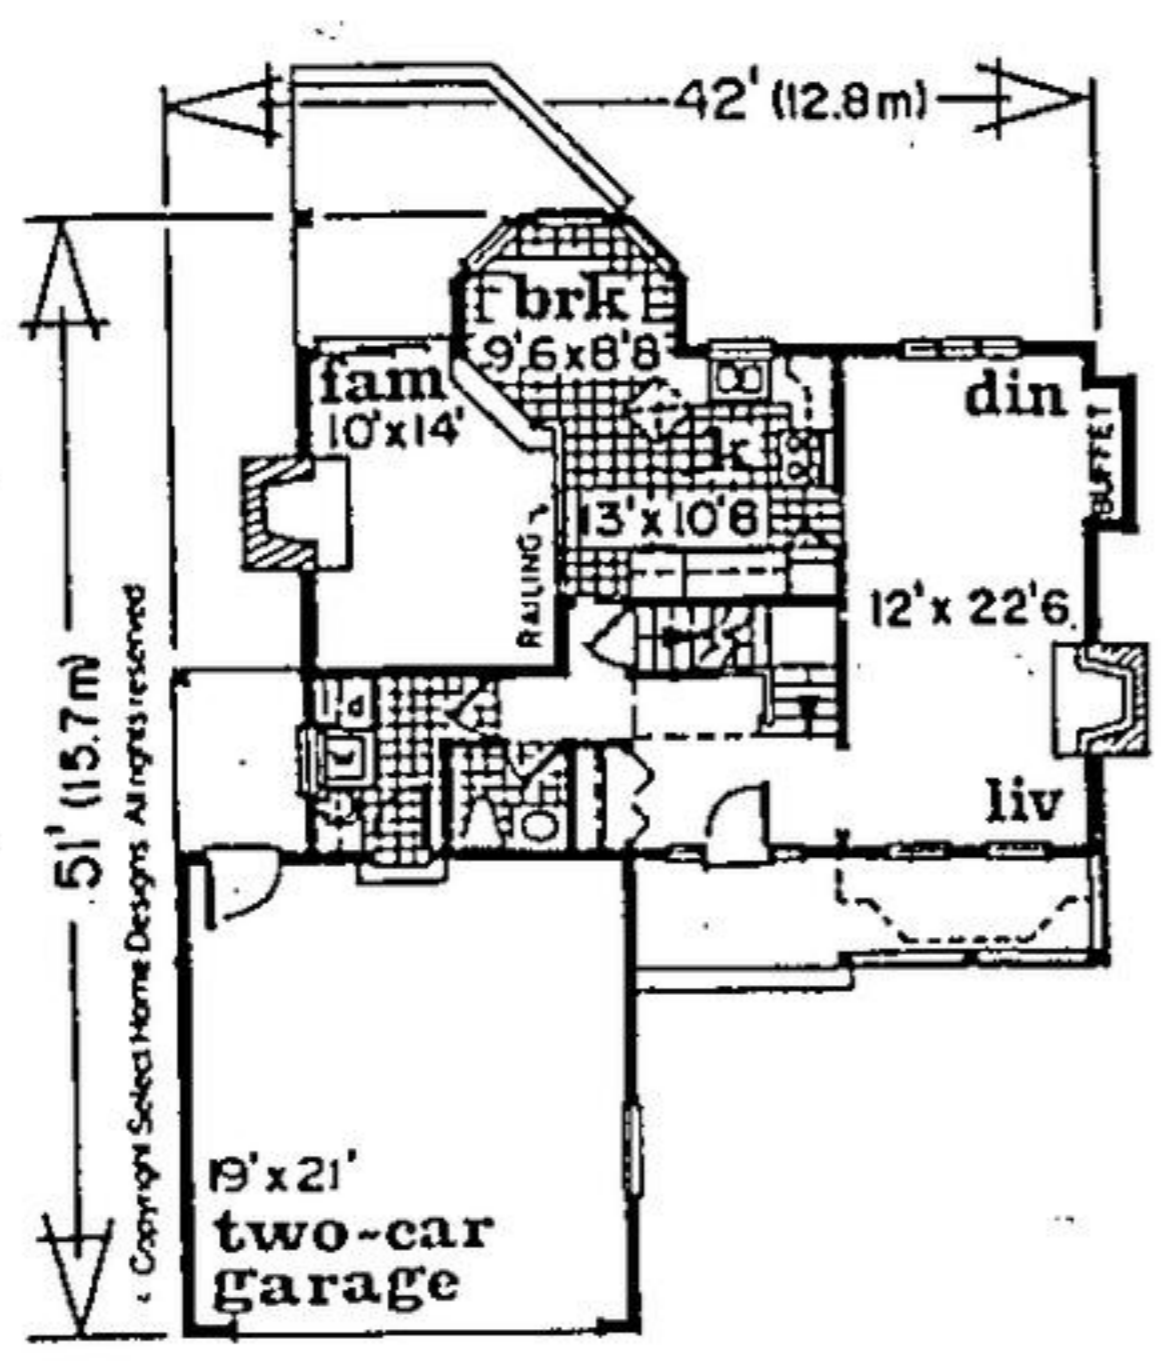 42' (12.8m)
brk
9'6 x 8'8
fam
10' x 14'
din
BUFFET
k
13' x 10'8
RAILING
12' x 22'6
51' (15.7m)
d
w
liv
19' x 21'
two-car
garage
Copyright Select Home Designs. All rights reserved